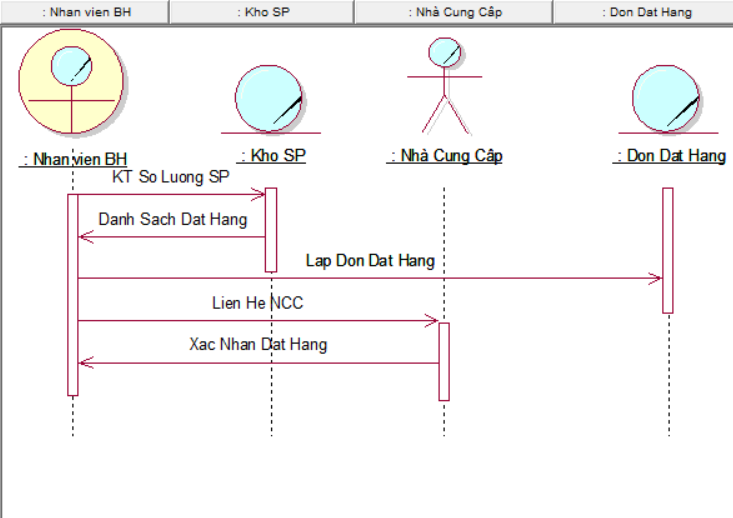 : Nhan vien BH
: Kho SP
: Nhà Cung Câp
: Don Dat Hang
: Nhan vien BH
: Kho SP
: Nhà Cung Câp
: Don Dat Hang
KT So Luong SP
Danh Sach Dat Hang
Lap Don Dat Hang
Lien He NCC
Xac Nhan Dat Hang